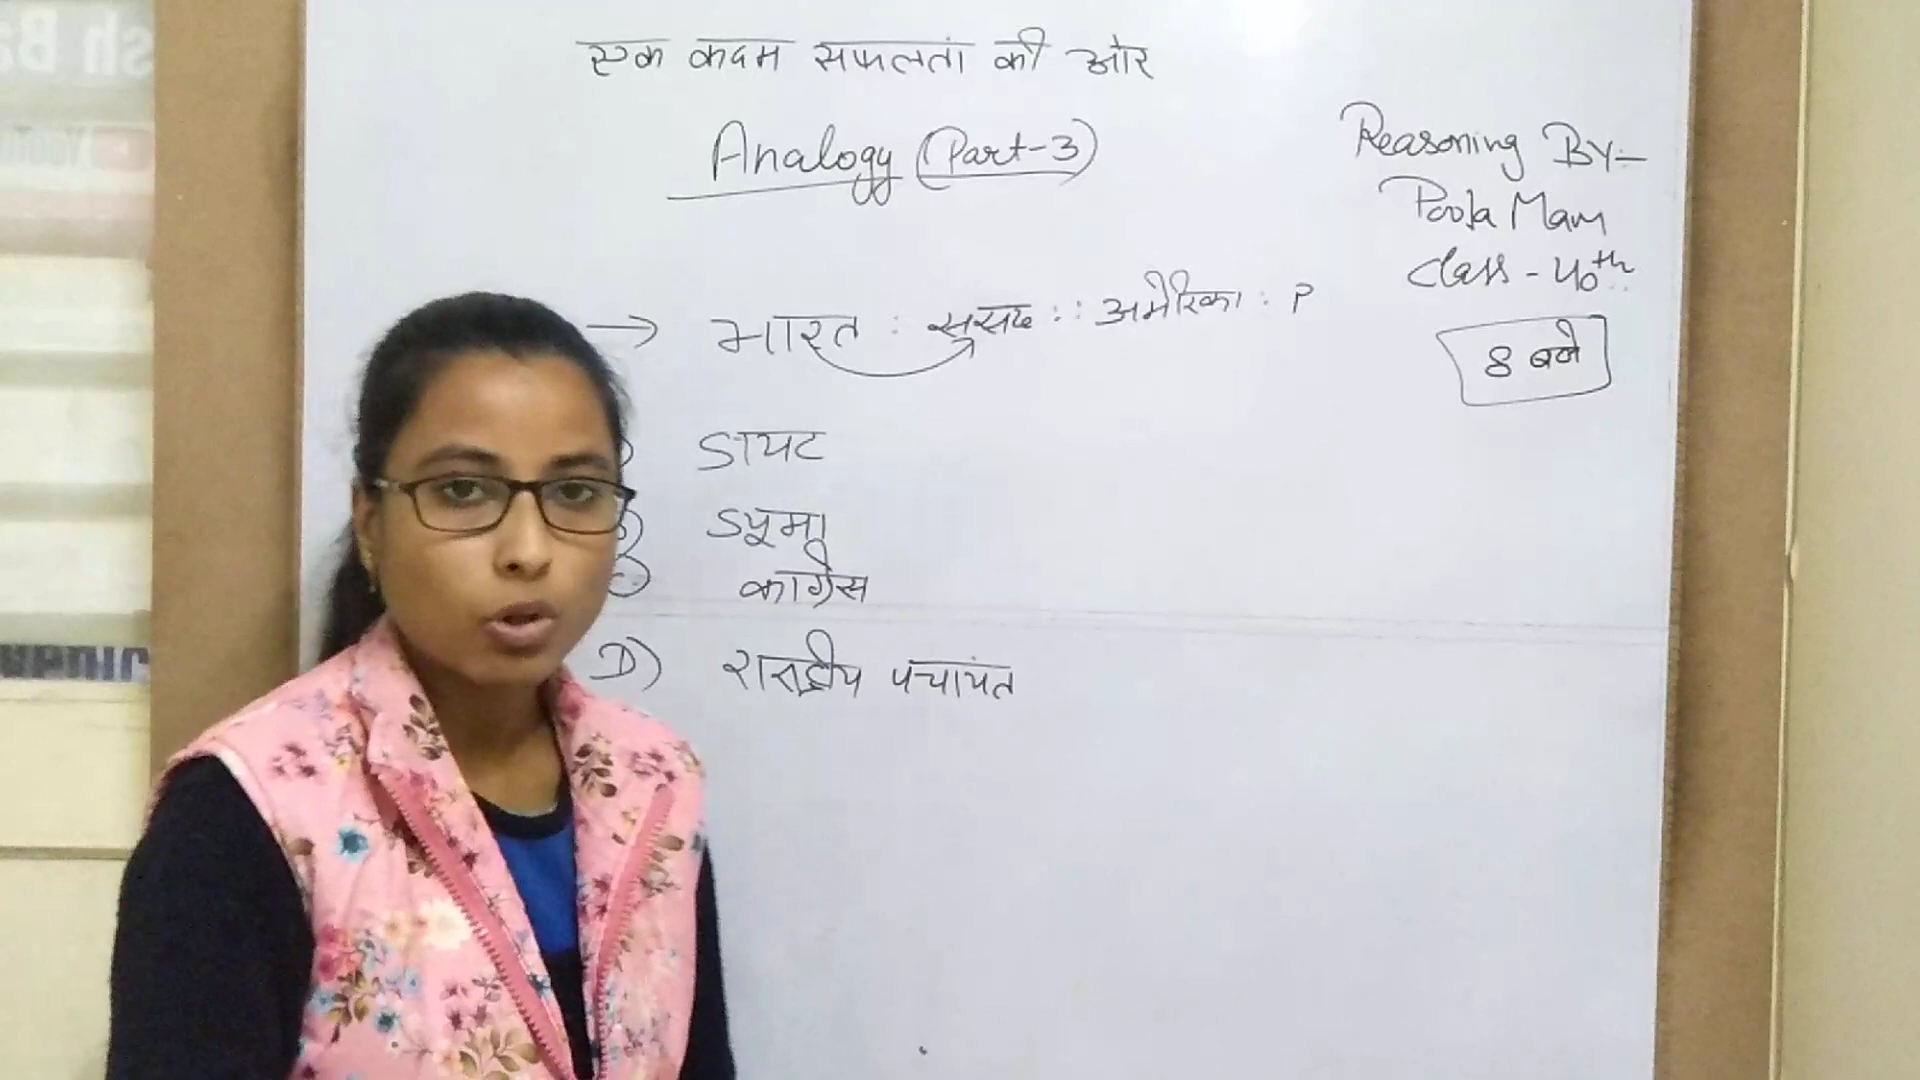 एक कदम सफलता की ओर
Analogy (Part-3)
Reasoning By:-
Pooja Mam
Class - 40th
8 बजे
→ भारत : संसद :: अमेरिका : ?
डायट
B) ड्यूमा
C) कांग्रेस
D) राष्ट्रीय पंचायत